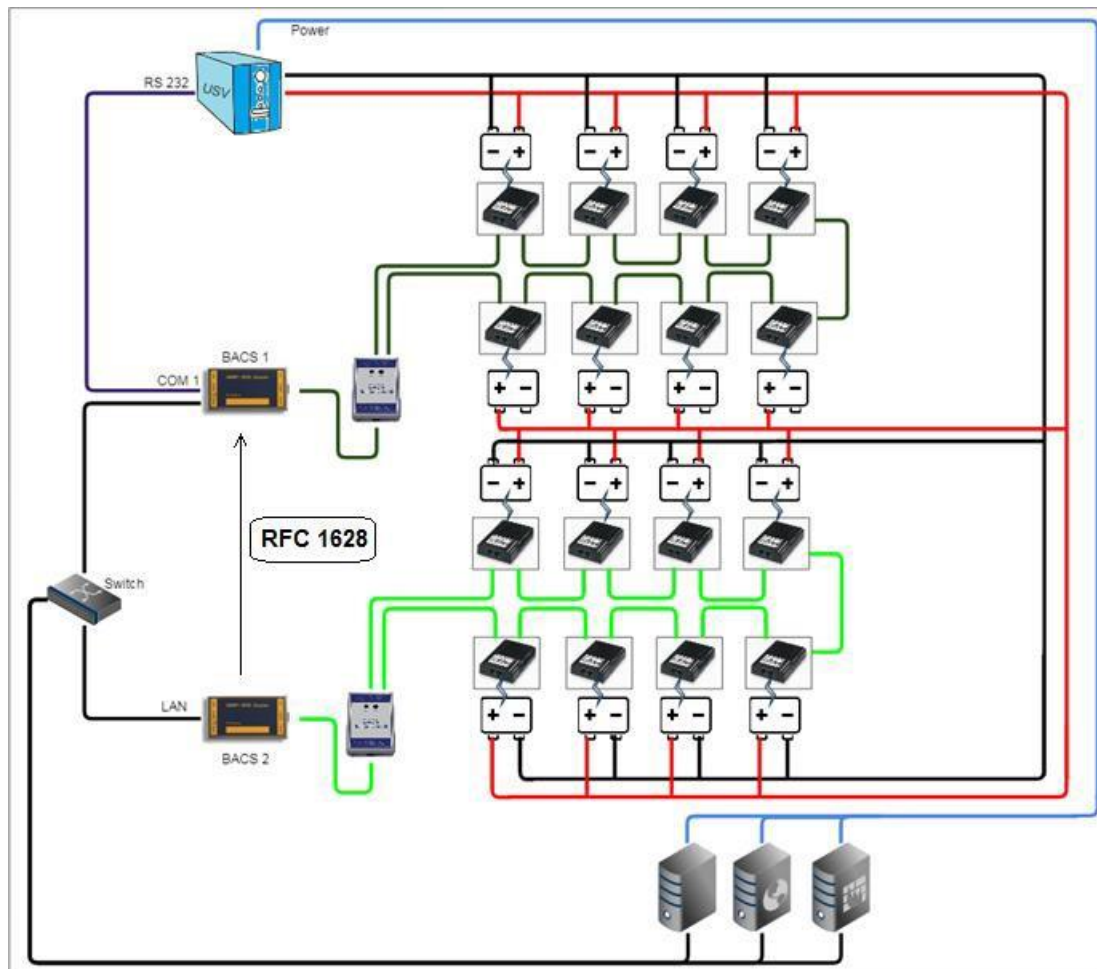 Power
RS 232
USV
BACS 1
COM 1
RFC 1628
Switch
LAN
BACS 2